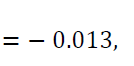 = − 0.013,